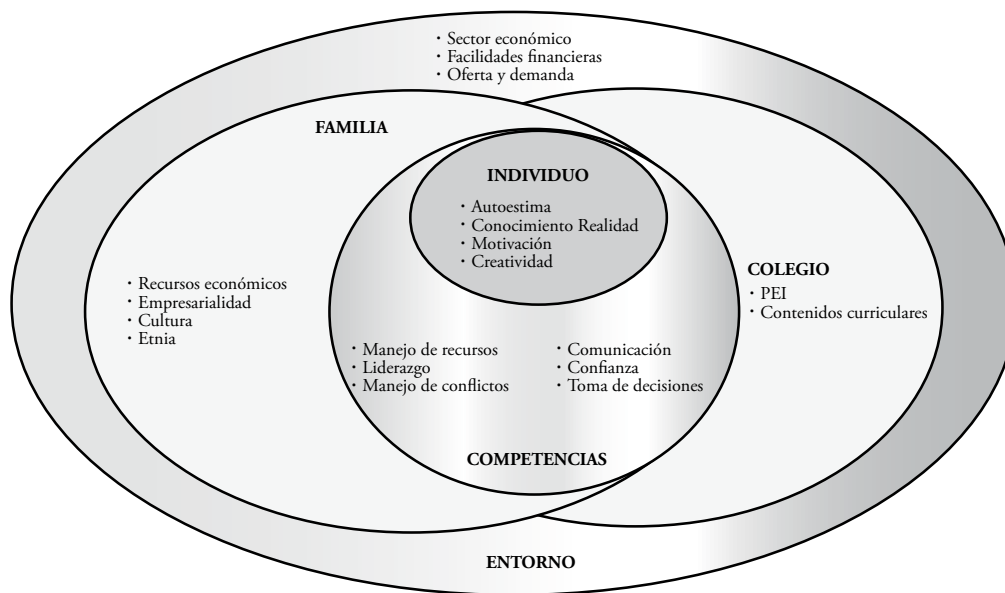 · Sector económico
· Facilidades financieras
· Oferta y demanda
FAMILIA
INDIVIDUO
· Autoestima
· Conocimiento Realidad
· Motivación
· Creatividad
· Recursos económicos
· Empresarialidad
· Cultura
· Etnia
COLEGIO
· PEI
· Contenidos curriculares
· Manejo de recursos
· Liderazgo
· Manejo de conflictos
· Comunicación
· Confianza
· Toma de decisiones
COMPETENCIAS
ENTORNO